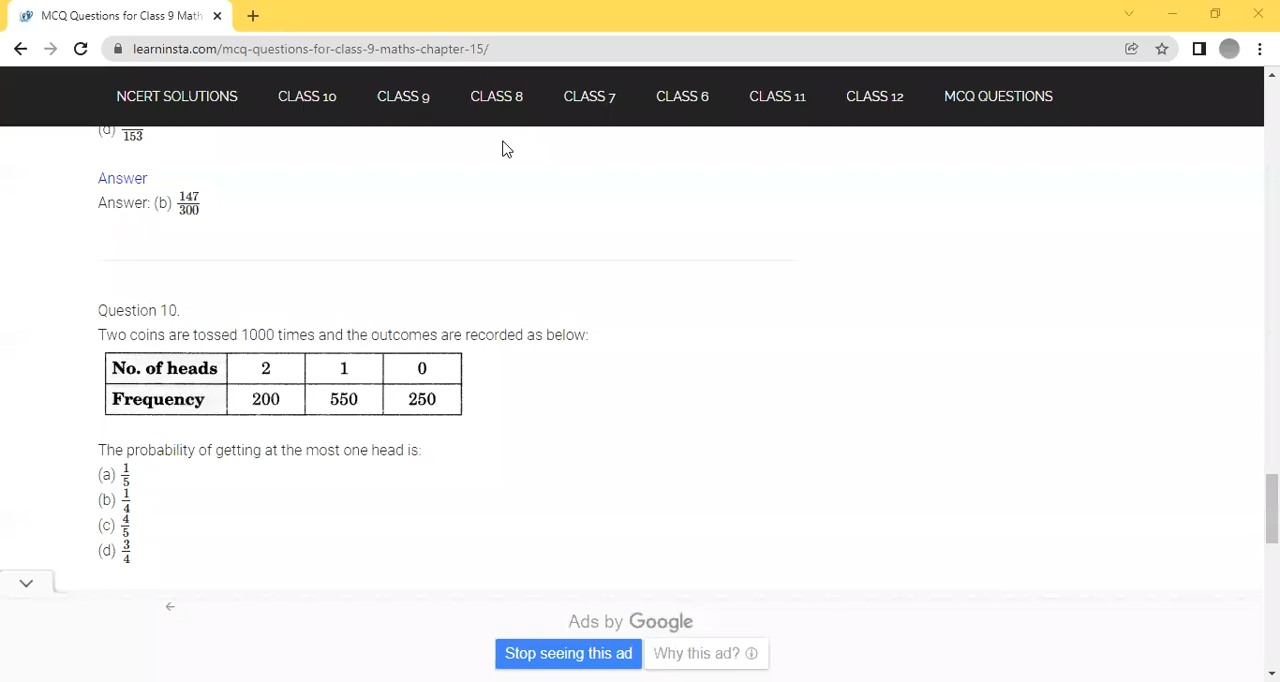 MCQ Questions for Class 9 Math
learninsta.com/mcq-questions-for-class-9-maths-chapter-15/
NCERT SOLUTIONS CLASS 10 CLASS 9 CLASS 8 CLASS 7 CLASS 6 CLASS 11 CLASS 12 MCQ QUESTIONS
(d) 153
Answer
Answer: (b) 147/300
Question 10.
Two coins are tossed 1000 times and the outcomes are recorded as below:
No. of heads 2 1 0
Frequency 200 550 250
The probability of getting at the most one head is:
(a) 1/5
(b) 1/4
(c) 4/5
(d) 3/4
Ads by Google
Stop seeing this ad Why this ad?